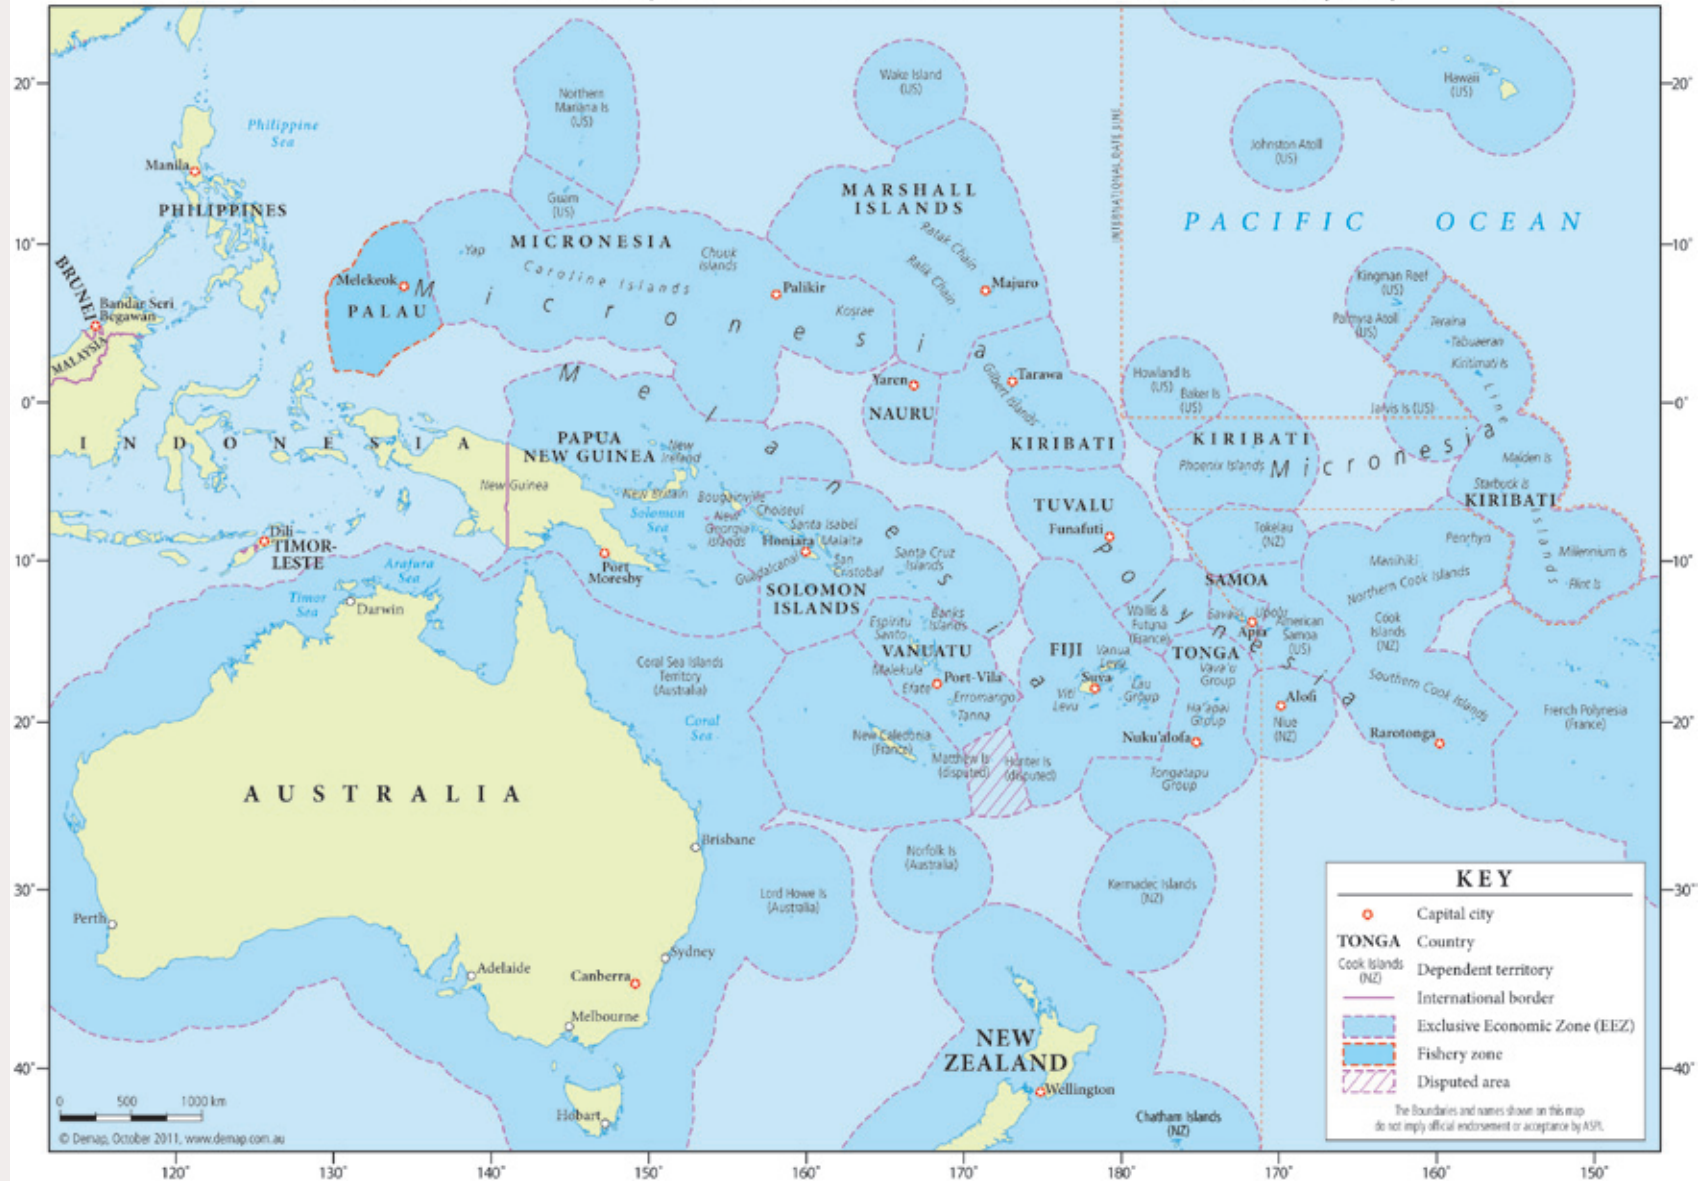 20°
20°
10°
10°
0°
0°
10°
10°
20°
20°
30°
30°
40°
40°
120°
130°
140°
150°
160°
170°
180°
170°
160°
150°
Northern
Mariana Is
(US)
Wake Island
(US)
Hawaii
(US)
Johnston Atoll
(US)
INTERNATIONAL DATE LINE
Philippine
Sea
Manila
PHILIPPINES
Guam
(US)
MARSHALL
ISLANDS
Ratak Chain
Ralik Chain
Majuro
PACIFIC OCEAN
MICRONESIA
Yap
Caroline Islands
Chuuk
Islands
Palikir
Kosrae
Micronesia
Melekeok
PALAU
BRUNEI
Bandar Seri
Begawan
MALAYSIA
Kingman Reef
(US)
Palmyra Atoll
(US)
Teraina
Tabuaeran
Kiritimati Is
Line
Islands
Howland Is
(US)
Baker Is
(US)
Jarvis Is (US)
Yaren
NAURU
Tarawa
Gilbert Islands
KIRIBATI
KIRIBATI
Phoenix Islands
Micronesia
Malden Is
Starbuck Is
KIRIBATI
Melanesia
INDONESIA
PAPUA
NEW GUINEA
New
Ireland
New Guinea
New Britain
Bougainville
Solomon
Sea
New
Georgia
Islands
Choiseul
Santa Isabel
Honiara
Malaita
Guadalcanal
San
Cristobal
Santa Cruz
Islands
SOLOMON
ISLANDS
TUVALU
Funafuti
Polynesia
Tokelau
(NZ)
Penrhyn
Manihiki
Northern Cook Islands
Millennium Is
Flint Is
Dili
TIMOR-
LESTE
Arafura
Sea
Timor
Sea
Darwin
Port
Moresby
Coral Sea Islands
Territory
(Australia)
Coral
Sea
Espiritu
Santo
Banks
Islands
VANUATU
Malekula
Port-Vila
Efate
Erromango
Tanna
New Caledonia
(France)
Matthew Is
(disputed)
Hunter Is
(disputed)
FIJI
Vanua
Levu
Suva
Viti
Levu
Lau
Group
Wallis &
Futuna
(France)
SAMOA
Savai'i
Upolu
Apia
American
Samoa
(US)
TONGA
Vava'u
Group
Ha'apai
Group
Nuku'alofa
Tongatapu
Group
Alofi
Niue
(NZ)
Cook
Islands
(NZ)
Southern Cook Islands
Rarotonga
French Polynesia
(France)
AUSTRALIA
Brisbane
Perth
Adelaide
Sydney
Canberra
Melbourne
Hobart
Lord Howe Is
(Australia)
Norfolk Is
(Australia)
Kermadec Islands
(NZ)
NEW
ZEALAND
Wellington
Chatham Islands
(NZ)
KEY
Capital city
TONGA Country
Cook Islands
(NZ)
Dependent territory
International border
Exclusive Economic Zone (EEZ)
Fishery zone
Disputed area
The Boundaries and names shown on this map
do not imply official endorsement or acceptance by ASPI.
0 500 1000 km
© Demap, October 2011, www.demap.com.au